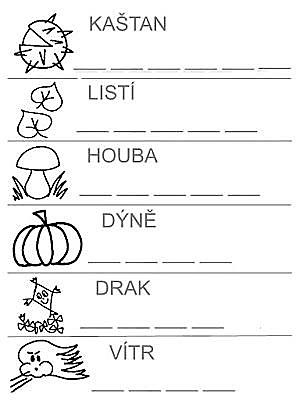 KAŠTAN
LISTÍ
HOUBA
DÝNĚ
DRAK
VÍTR